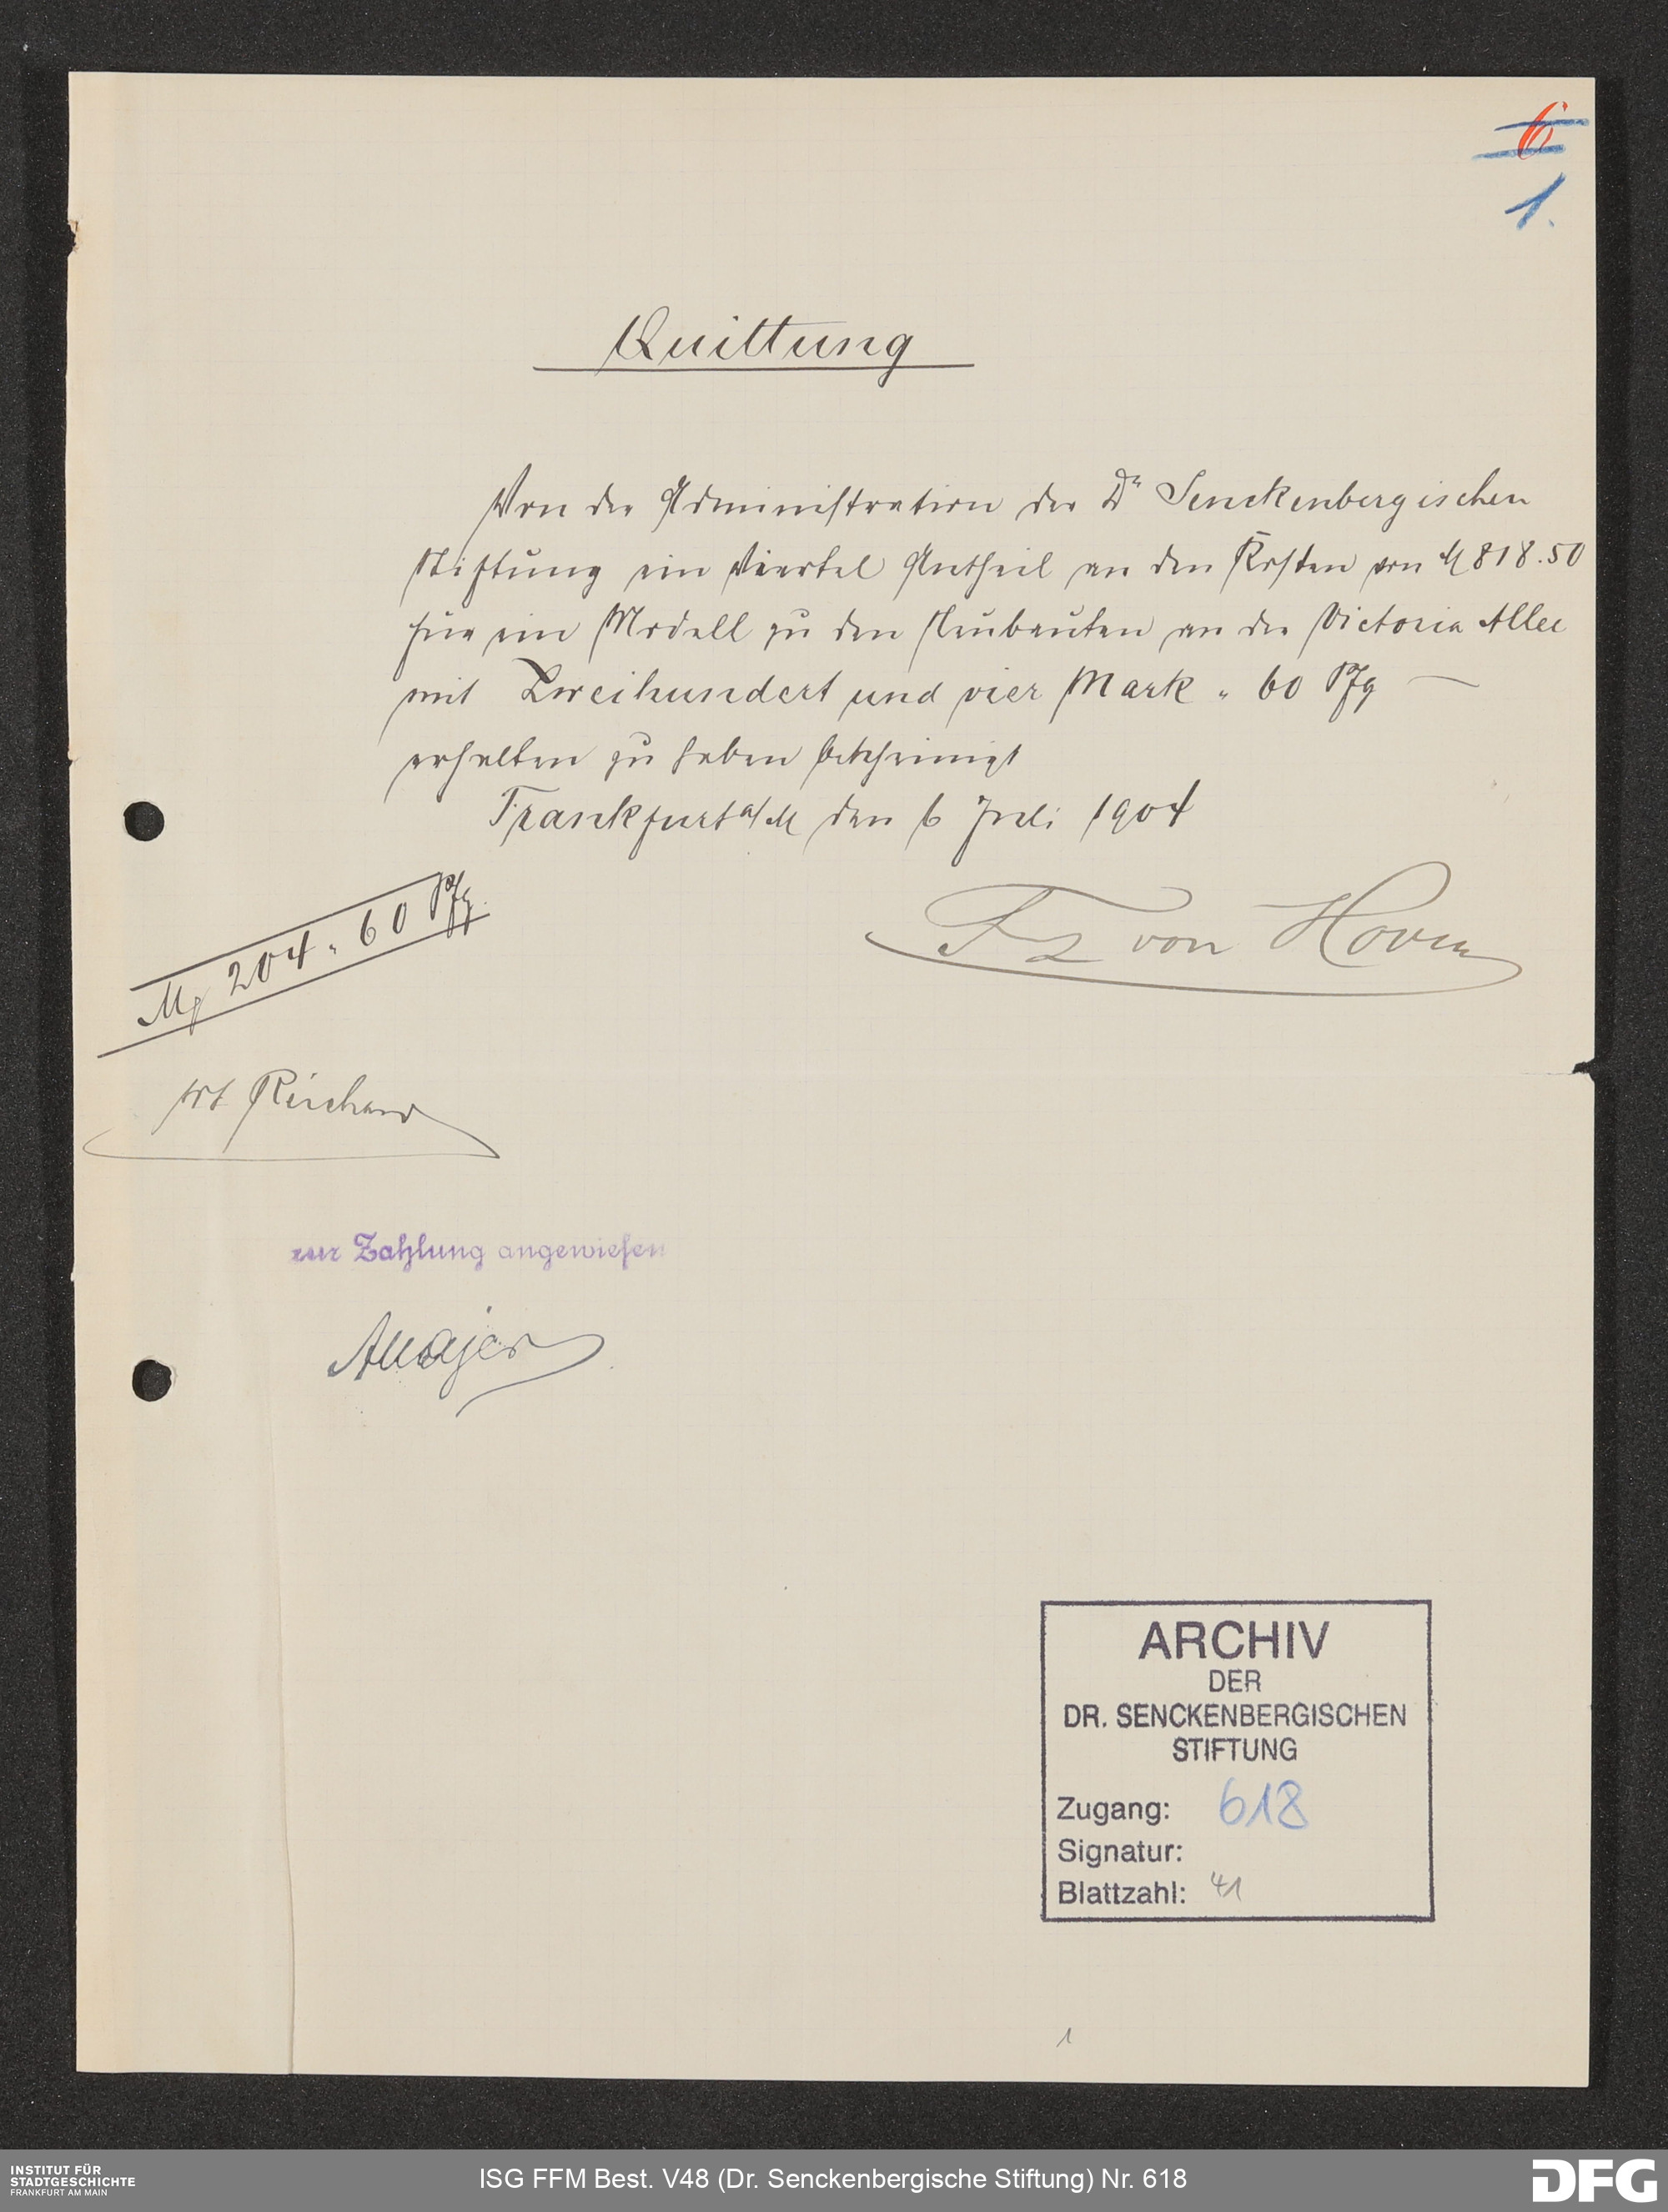 6
1.
Quittung
Von der Administration der Dr Senckenbergischen
Stiftung ein Viertel Antheil an den Kosten von M 818.50
für ein Modell zu den Neubauten an der Victoria Allee
mit Zweihundert und vier Mark „ 60 Pfg
erhalten zu haben bescheinigt
Frankfurt a/M den 6 Juli 1904
Fz von Hoven
M 204 „ 60 Pfg
zur Zahlung angewiesen
ARCHIV
DER
DR. SENCKENBERGISCHEN
STIFTUNG
Zugang: 618
Signatur:
Blattzahl: 41
1
INSTITUT FÜR
STADTGESCHICHTE
FRANKFURT AM MAIN
ISG FFM Best. V48 (Dr. Senckenbergische Stiftung) Nr. 618
DFG